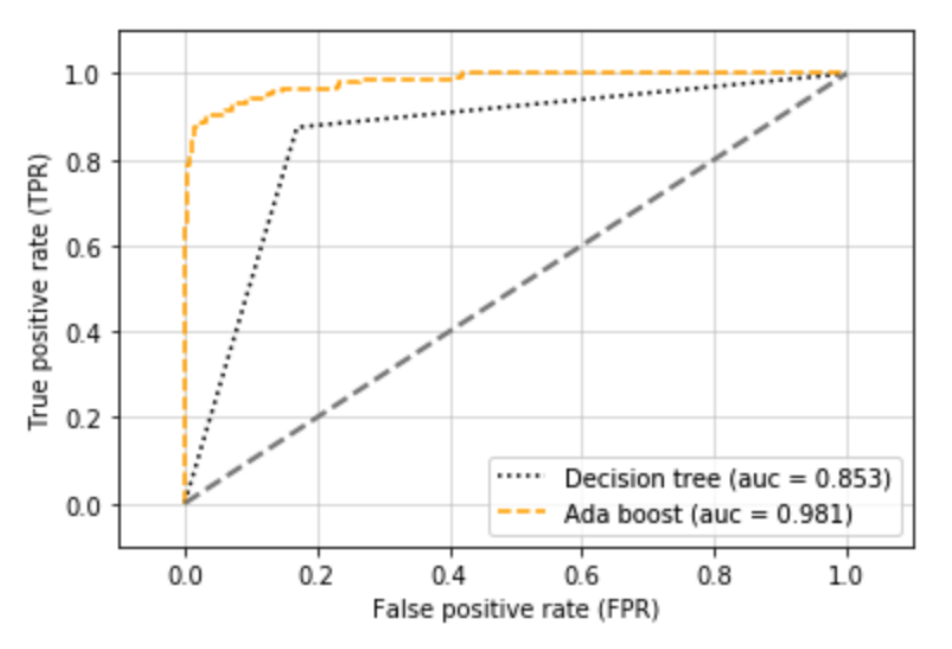 True positive rate (TPR)
1.0
0.8
0.6
0.4
0.2
0.0
Decision tree (auc = 0.853)
Ada boost (auc = 0.981)
0.0 0.2 0.4 0.6 0.8 1.0
False positive rate (FPR)